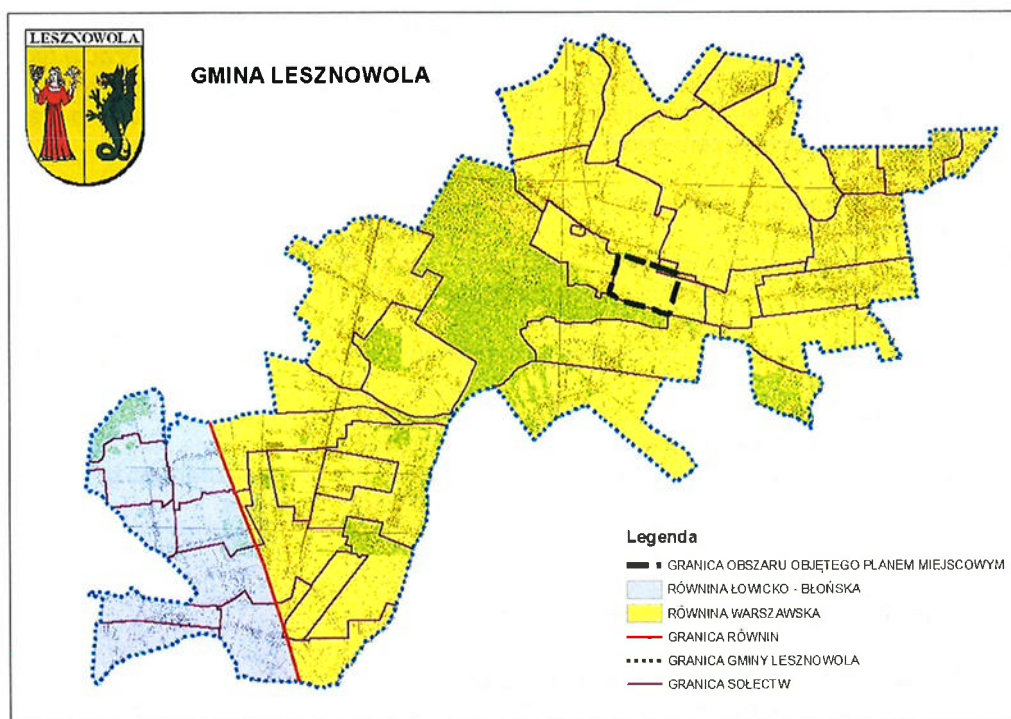 LESZNOWOLA
GMINA LESZNOWOLA
Legenda
GRANICA OBSZARU OBJĘTEGO PLANEM MIEJSCOWYM
RÓWNINA ŁOWICKO - BŁOŃSKA
RÓWNINA WARSZAWSKA
GRANICA RÓWNIN
GRANICA GMINY LESZNOWOLA
GRANICA SOŁECTW